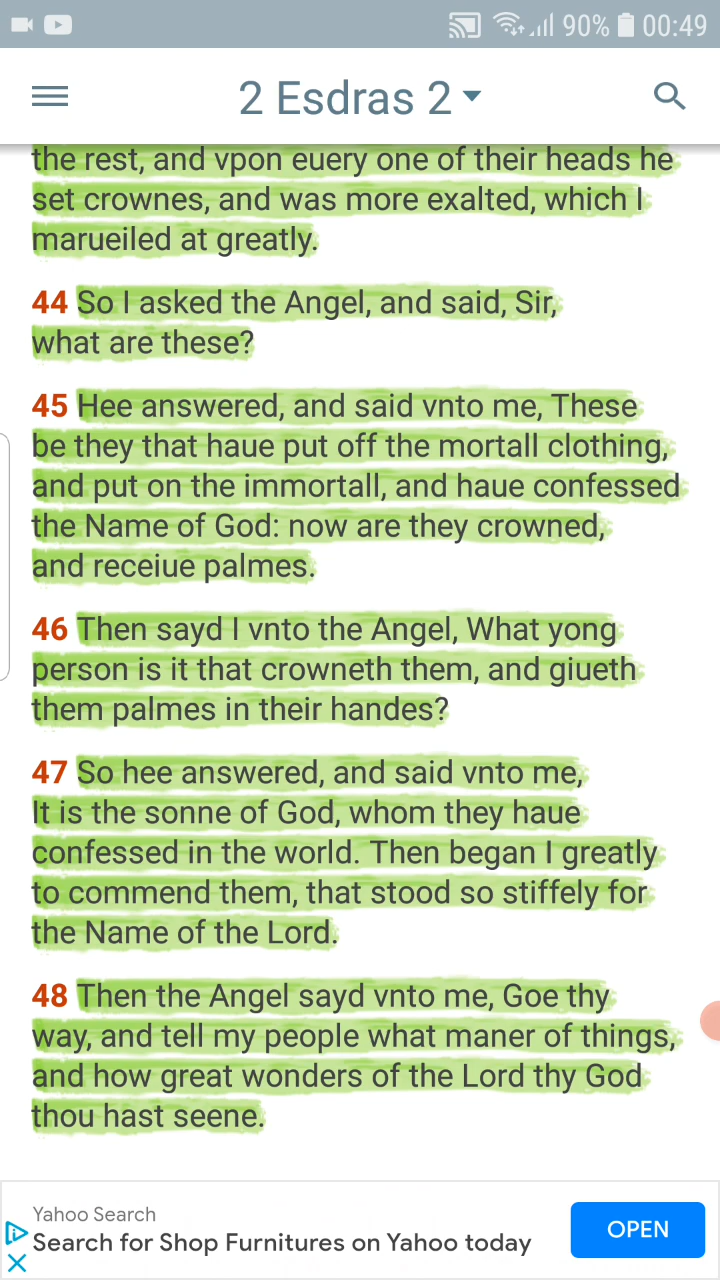 90% 00:49
2 Esdras 2
the rest, and vpon euery one of their heads he
set crownes, and was more exalted, which I
marueiled at greatly.
44 So I asked the Angel, and said, Sir,
what are these?
45 Hee answered, and said vnto me, These
be they that haue put off the mortall clothing,
and put on the immortall, and haue confessed
the Name of God: now are they crowned,
and receiue palmes.
46 Then sayd I vnto the Angel, What yong
person is it that crowneth them, and giueth
them palmes in their handes?
47 So hee answered, and said vnto me,
It is the sonne of God, whom they haue
confessed in the world. Then began I greatly
to commend them, that stood so stiffely for
the Name of the Lord.
48 Then the Angel sayd vnto me, Goe thy
way, and tell my people what maner of things,
and how great wonders of the Lord thy God
thou hast seene.
Yahoo Search
Search for Shop Furnitures on Yahoo today
OPEN